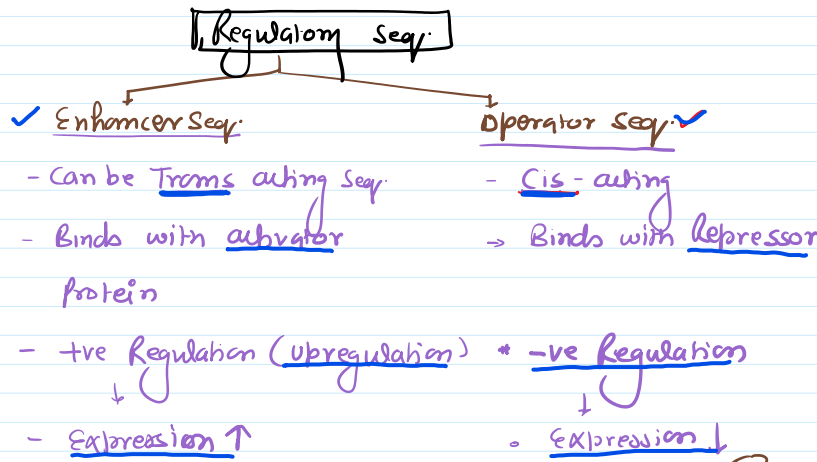 1, Regulatory seq.
Enhancer seq.
Operator seq.
- Can be Trans acting seq.
- Cis - acting
- Binds with activator
→ Binds with Repressor
Protein
- +ve Regulation (upregulation)
* -ve Regulation
↓
↓
- Expression ↑
• Expression ↓